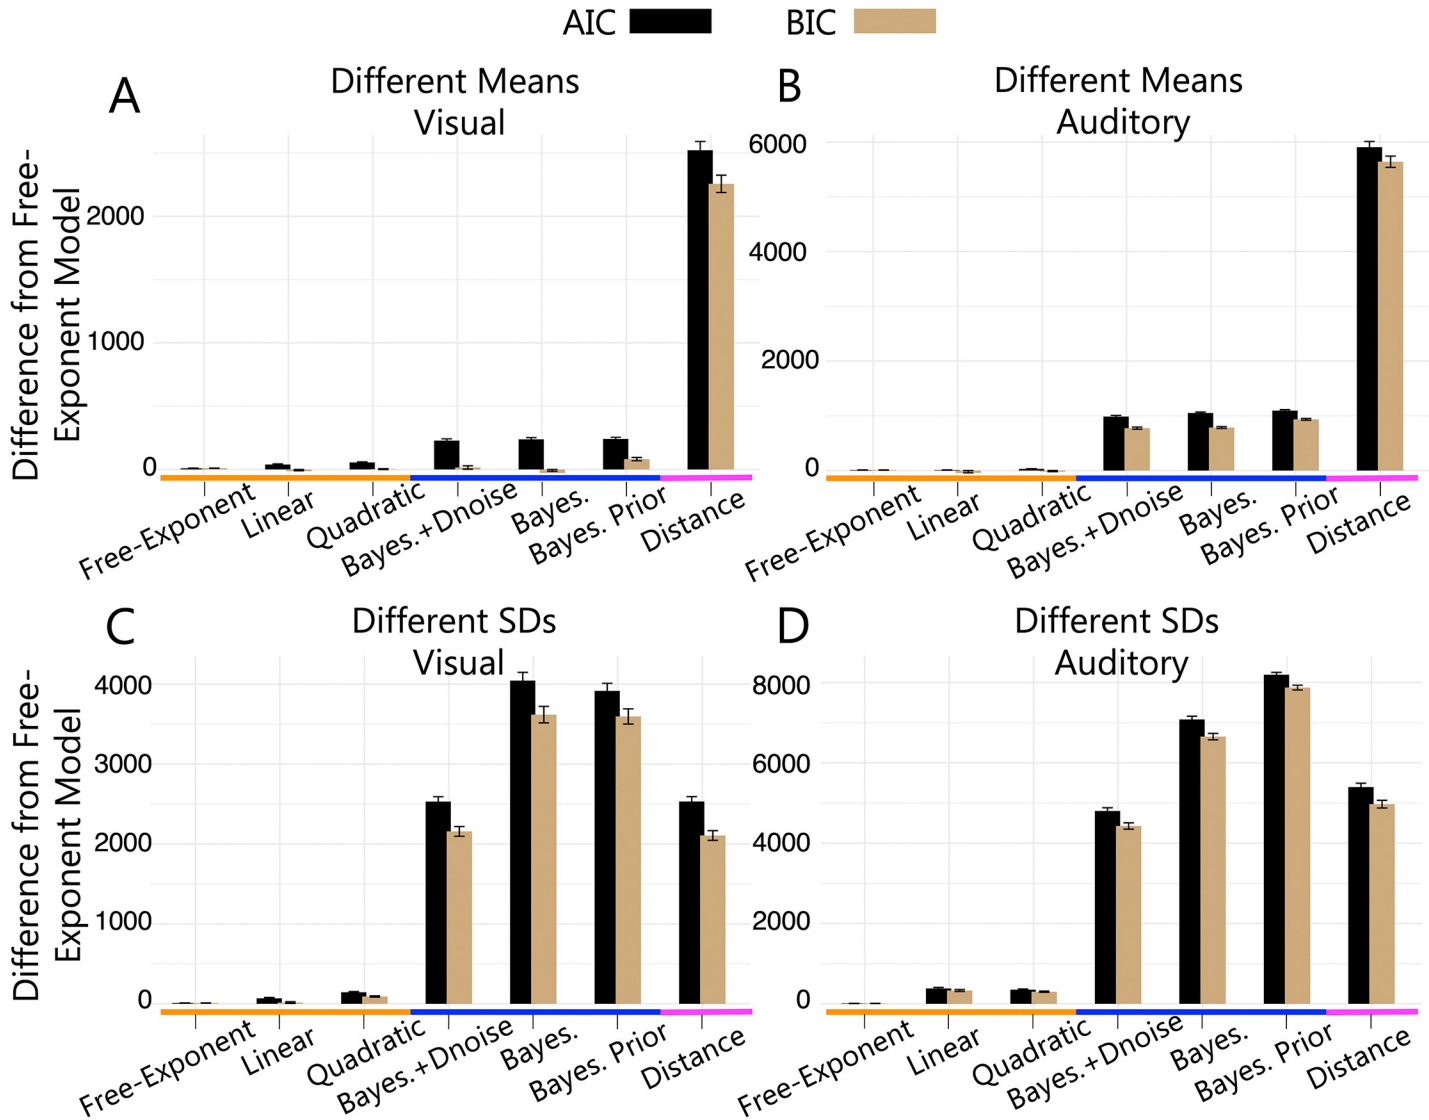 AIC BIC
A
Different Means
Visual
Difference from Free-
Exponent Model
2000
1000
0
Free-Exponent
Linear
Quadratic
Bayes.+Dnoise
Bayes.
Bayes. Prior
Distance
B
Different Means
Auditory
6000
4000
2000
0
Free-Exponent
Linear
Quadratic
Bayes.+Dnoise
Bayes.
Bayes. Prior
Distance
C
Different SDs
Visual
Difference from Free-
Exponent Model
4000
3000
2000
1000
0
Free-Exponent
Linear
Quadratic
Bayes.+Dnoise
Bayes.
Bayes. Prior
Distance
D
Different SDs
Auditory
8000
6000
4000
2000
0
Free-Exponent
Linear
Quadratic
Bayes.+Dnoise
Bayes.
Bayes. Prior
Distance